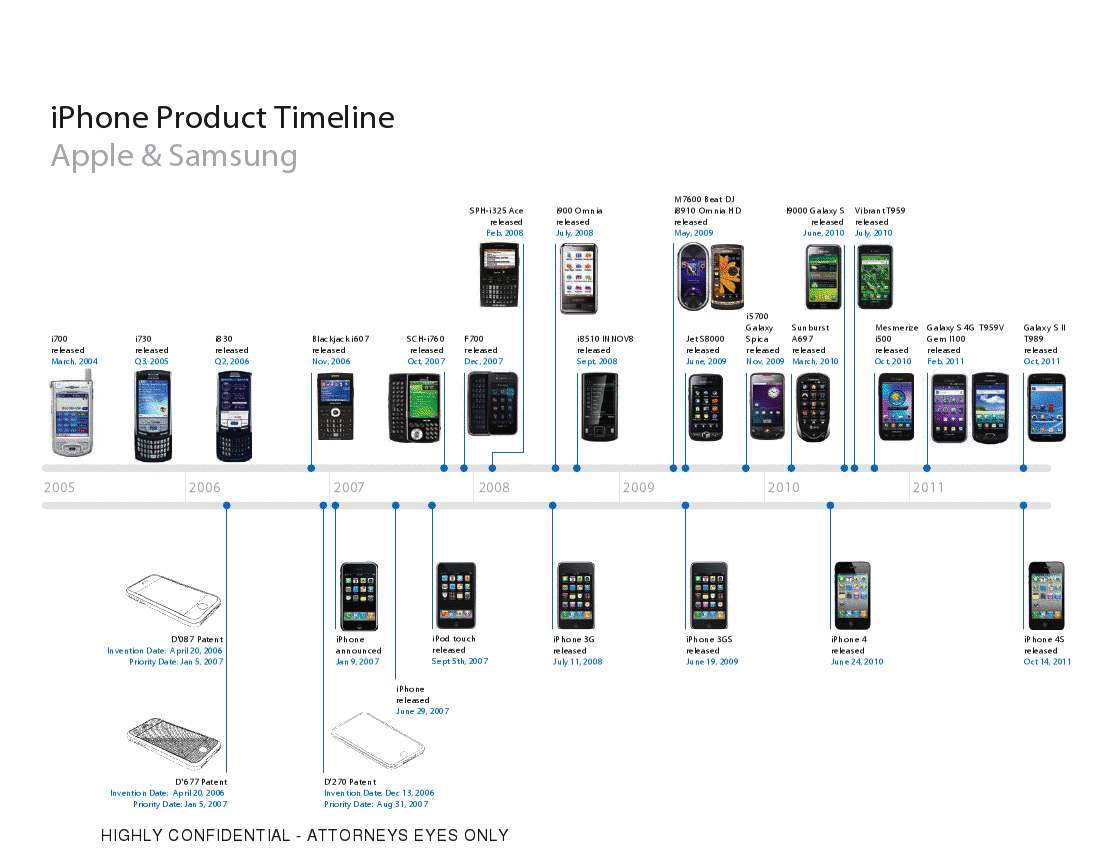 iPhone Product Timeline
Apple & Samsung
SPH-i325 Ace
released
Feb, 2008
i900 Omnia
released
July, 2008
M7600 Beat DJ
i8910 Omnia HD
released
May, 2009
I9000 Galaxy S
released
June, 2010
Vibrant T959
released
July, 2010
i700
released
March, 2004
i730
released
Q3, 2005
i830
released
Q2, 2006
Blackjack i607
released
Nov, 2006
SCH-i760
released
Oct, 2007
F700
released
Dec, 2007
i8510 INNOV8
released
Sept, 2008
Jet S8000
released
June, 2009
i5700
Galaxy
Spica
released
Nov, 2009
Sunburst
A697
released
March, 2010
Mesmerize
i500
released
Oct, 2010
Galaxy S 4G T959V
Gem I100
released
Feb, 2011
Galaxy S II
T989
released
Oct, 2011
2005
2006
2007
2008
2009
2010
2011
D'087 Patent
Invention Date: April 20, 2006
Priority Date: Jan 5, 2007
iPhone
announced
Jan 9, 2007
iPod touch
released
Sept 5th, 2007
iPhone 3G
released
July 11, 2008
iPhone 3GS
released
June 19, 2009
iPhone 4
released
June 24, 2010
iPhone 4S
released
Oct 14, 2011
iPhone
released
June 29, 2007
D'677 Patent
Invention Date: April 20, 2006
Priority Date: Jan 5, 2007
D'270 Patent
Invention Date: Dec 13, 2006
Priority Date: Aug 31, 2007
HIGHLY CONFIDENTIAL - ATTORNEYS EYES ONLY